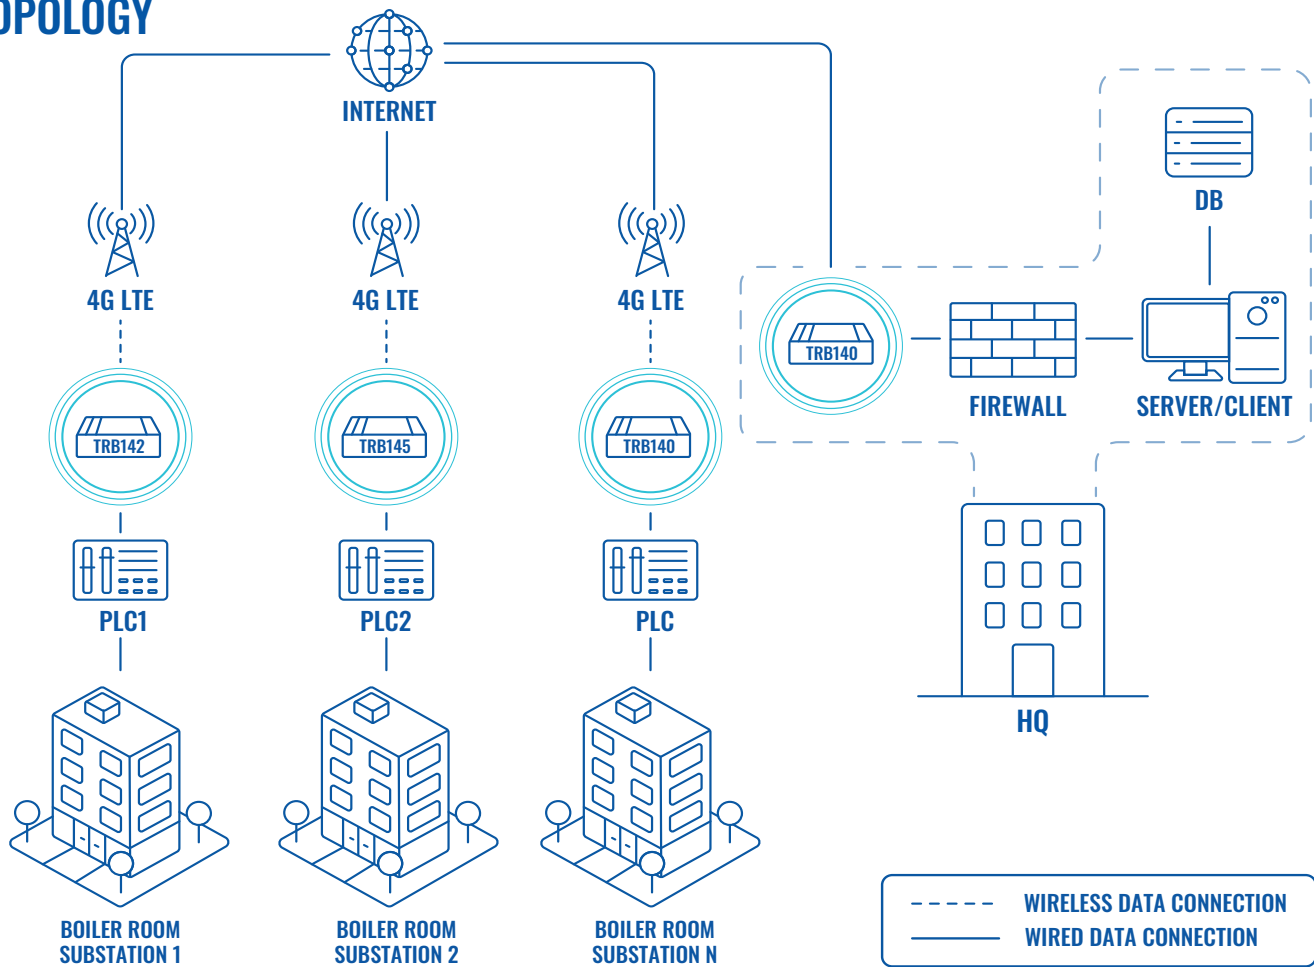 OPOLOGY
INTERNET
DB
4G LTE
4G LTE
4G LTE
TRB140
FIREWALL
SERVER/CLIENT
TRB142
TRB145
TRB140
PLC1
PLC2
PLC
HQ
BOILER ROOM
SUBSTATION 1
BOILER ROOM
SUBSTATION 2
BOILER ROOM
SUBSTATION N
WIRELESS DATA CONNECTION
WIRED DATA CONNECTION